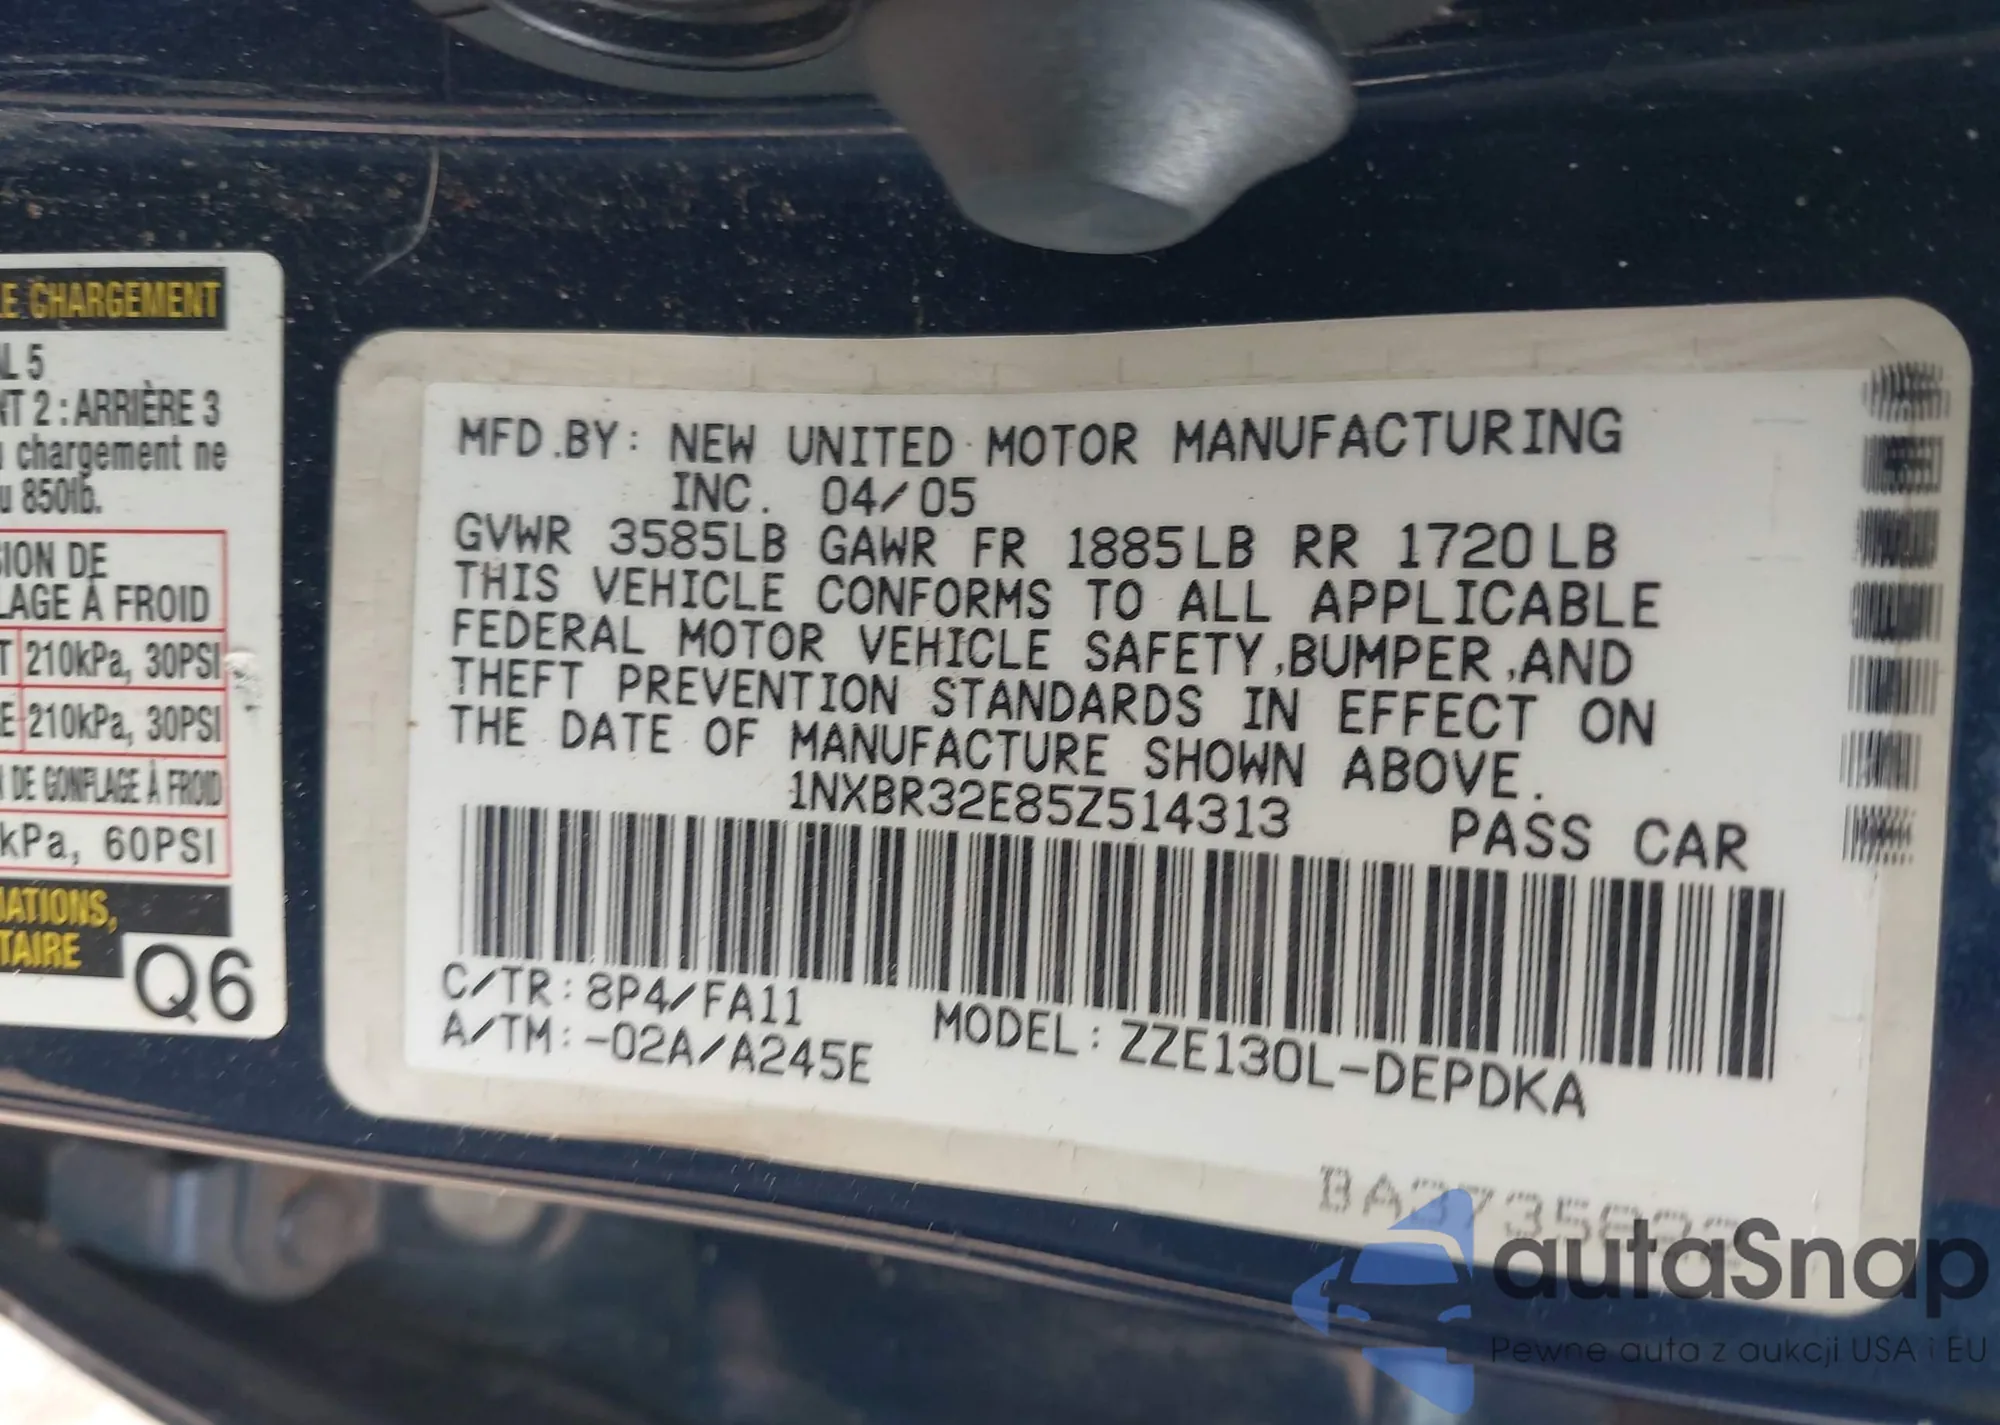 LE CHARGEMENT
AL 5
NT 2 : ARRIÈRE 3
u chargement ne
u 850lb.
SION DE
LAGE À FROID
T 210kPa, 30PSI
E 210kPa, 30PSI
N DE GONFLAGE À FROID
kPa, 60PSI
MATIONS,
TAIRE
Q6
MFD.BY: NEW UNITED MOTOR MANUFACTURING
INC. 04/05
GVWR 3585LB GAWR FR 1885LB RR 1720LB
THIS VEHICLE CONFORMS TO ALL APPLICABLE
FEDERAL MOTOR VEHICLE SAFETY,BUMPER,AND
THEFT PREVENTION STANDARDS IN EFFECT ON
THE DATE OF MANUFACTURE SHOWN ABOVE.
1NXBR32E85Z514313
PASS CAR
C/TR: 8P4/FA11
A/TM:-02A/A245E
MODEL: ZZE130L-DEPDKA
autaSnap
Pewne auta z aukcji USA i EU